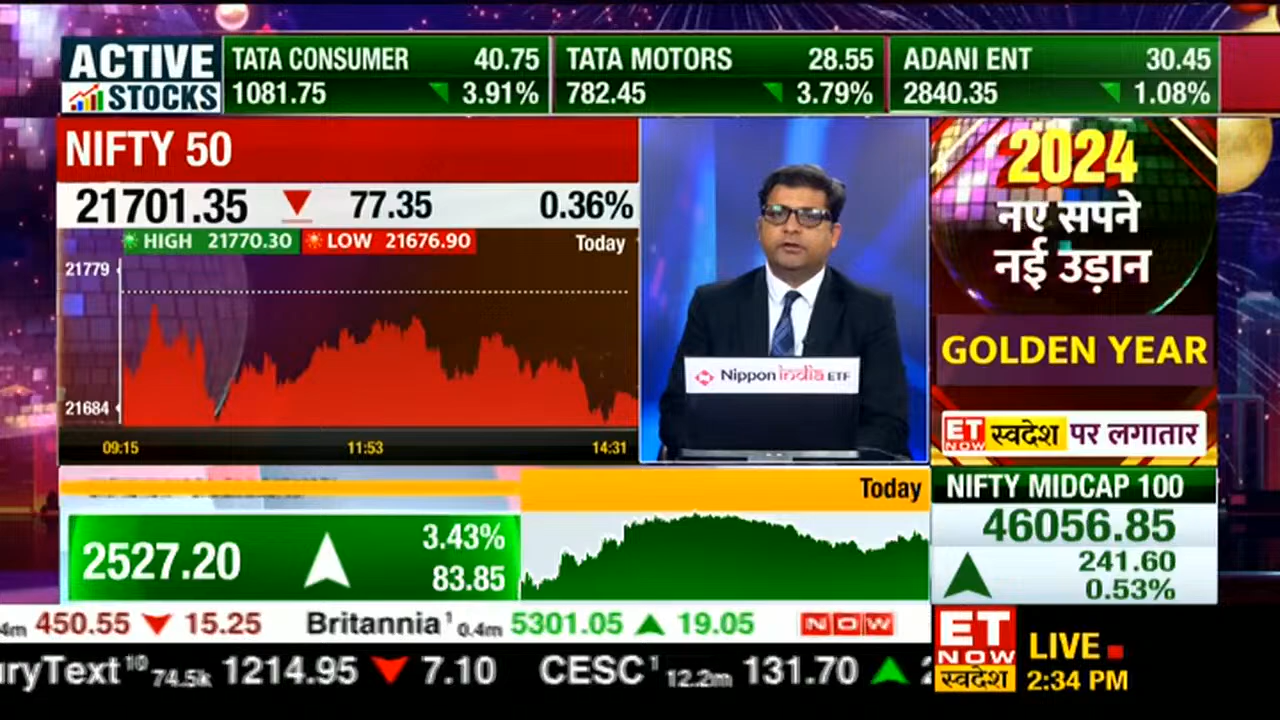 ACTIVE STOCKS
TATA CONSUMER 40.75
1081.75 3.91%
TATA MOTORS 28.55
782.45 3.79%
ADANI ENT 30.45
2840.35 1.08%
NIFTY 50
21701.35 77.35 0.36%
HIGH 21770.30 LOW 21676.90 Today
21779
21684
09:15 11:53 14:31
Nippon india ETF
2024
नए सपने
नई उड़ान
GOLDEN YEAR
ET NOW स्वदेश पर लगातार
Today
2527.20 3.43%
83.85
NIFTY MIDCAP 100
46056.85
241.60
0.53%
4m 450.55 15.25 Britannia¹ 0.4m 5301.05 19.05 NOW
ryText¹⁰ 74.5k 1214.95 7.10 CESC¹ 12.2m 131.70
ET NOW स्वदेश
LIVE
2:34 PM